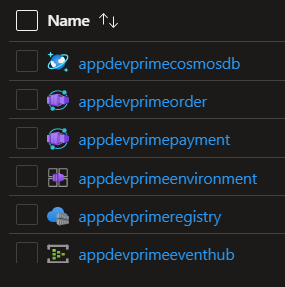 Name
appdevprimecosmosdb
appdevprimeorder
appdevprimepayment
appdevprimeenvironment
appdevprimeregistry
appdevprimeeventhub